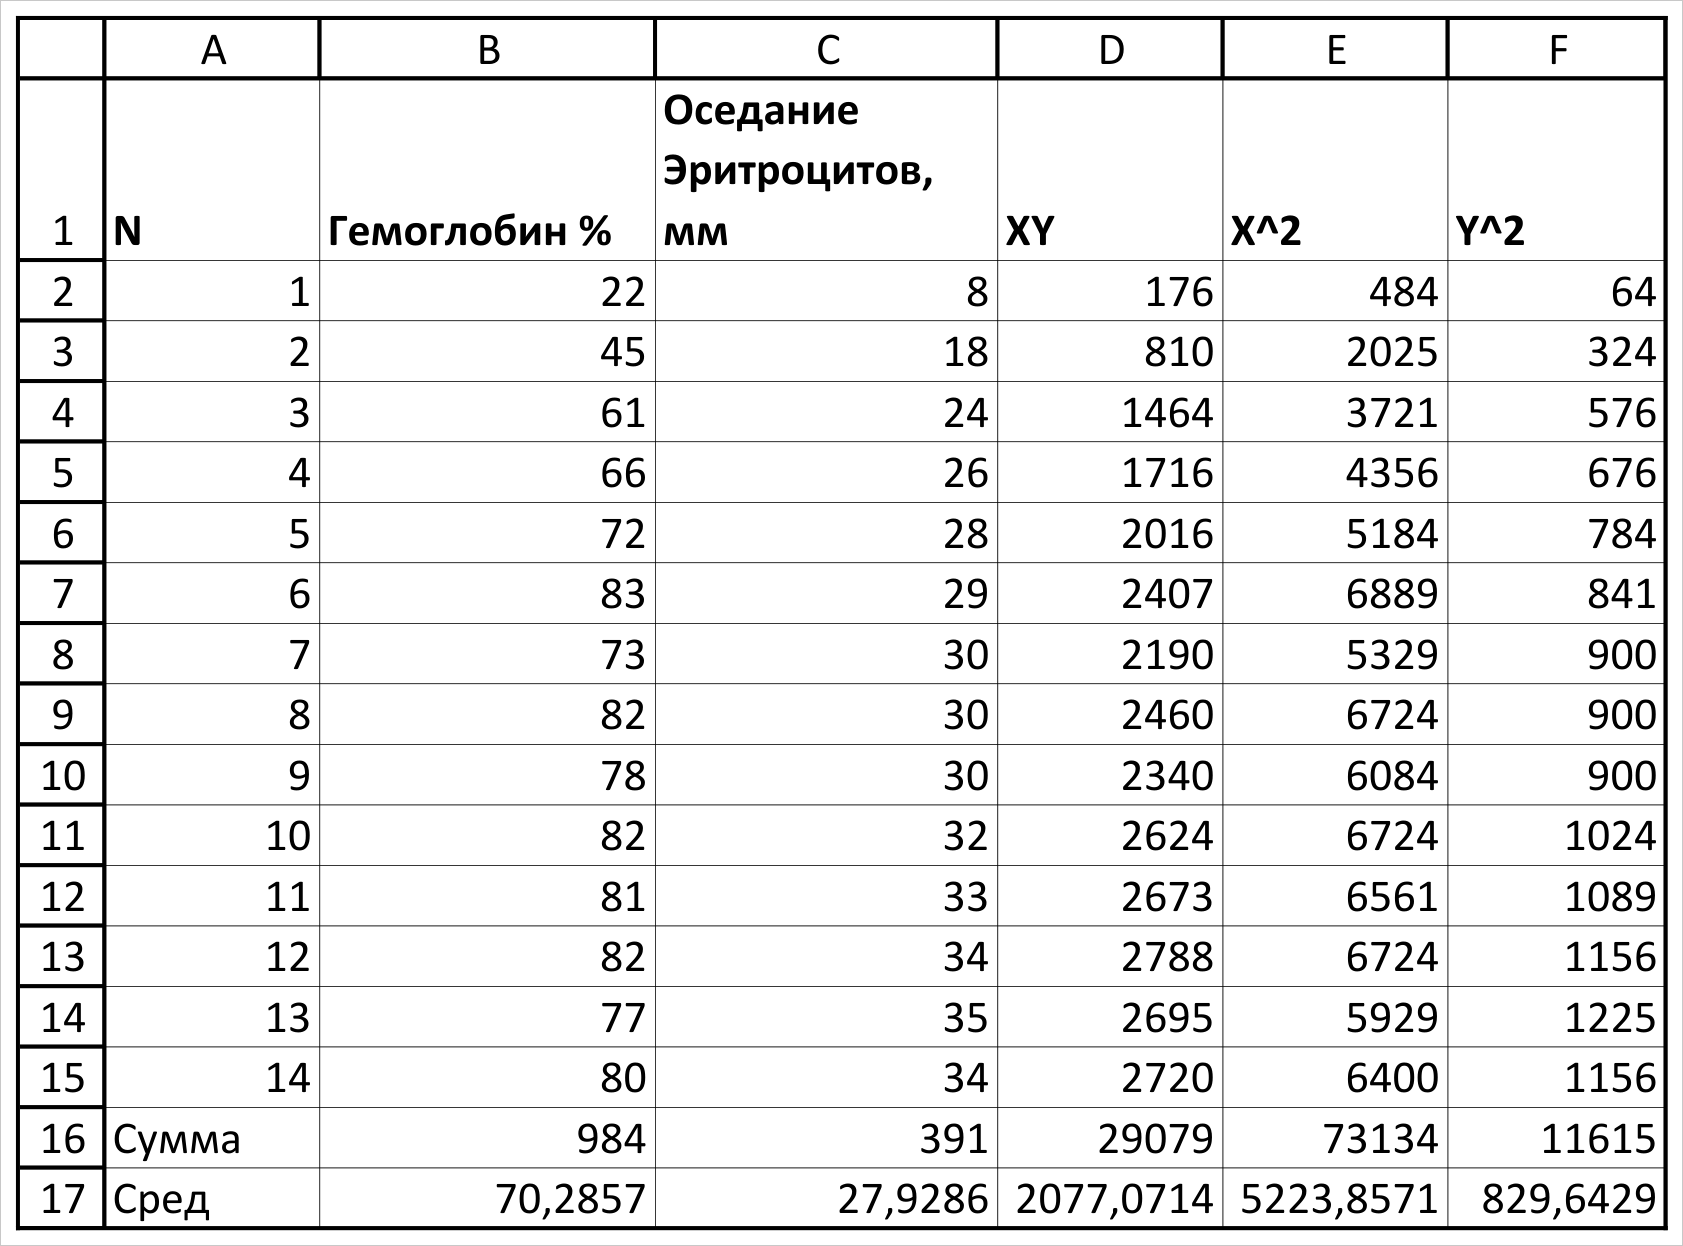 A B C D E F
1 N Гемоглобин % Оседание
Эритроцитов,
мм XY X^2 Y^2
2 1 22 8 176 484 64
3 2 45 18 810 2025 324
4 3 61 24 1464 3721 576
5 4 66 26 1716 4356 676
6 5 72 28 2016 5184 784
7 6 83 29 2407 6889 841
8 7 73 30 2190 5329 900
9 8 82 30 2460 6724 900
10 9 78 30 2340 6084 900
11 10 82 32 2624 6724 1024
12 11 81 33 2673 6561 1089
13 12 82 34 2788 6724 1156
14 13 77 35 2695 5929 1225
15 14 80 34 2720 6400 1156
16 Сумма 984 391 29079 73134 11615
17 Сред 70,2857 27,9286 2077,0714 5223,8571 829,6429